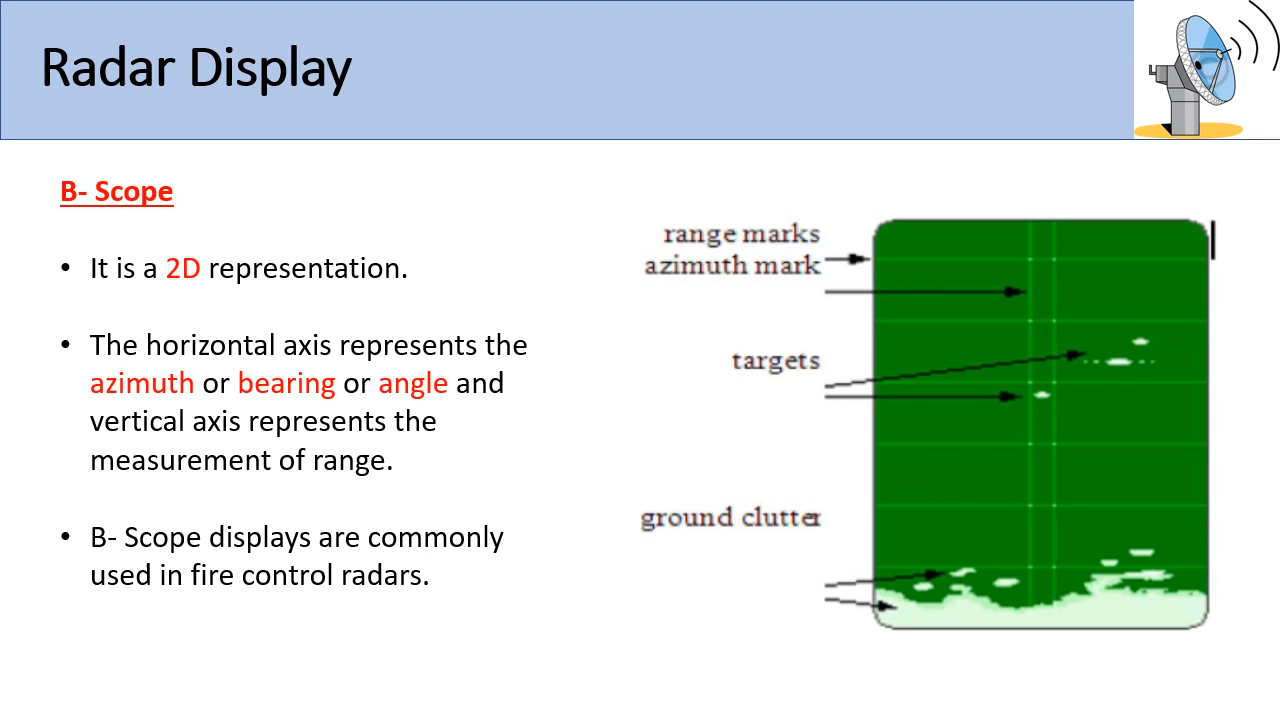 Radar Display
B- Scope
• It is a 2D representation.
• The horizontal axis represents the
azimuth or bearing or angle and
vertical axis represents the
measurement of range.
• B- Scope displays are commonly
used in fire control radars.
range marks
azimuth mark
targets
ground clutter